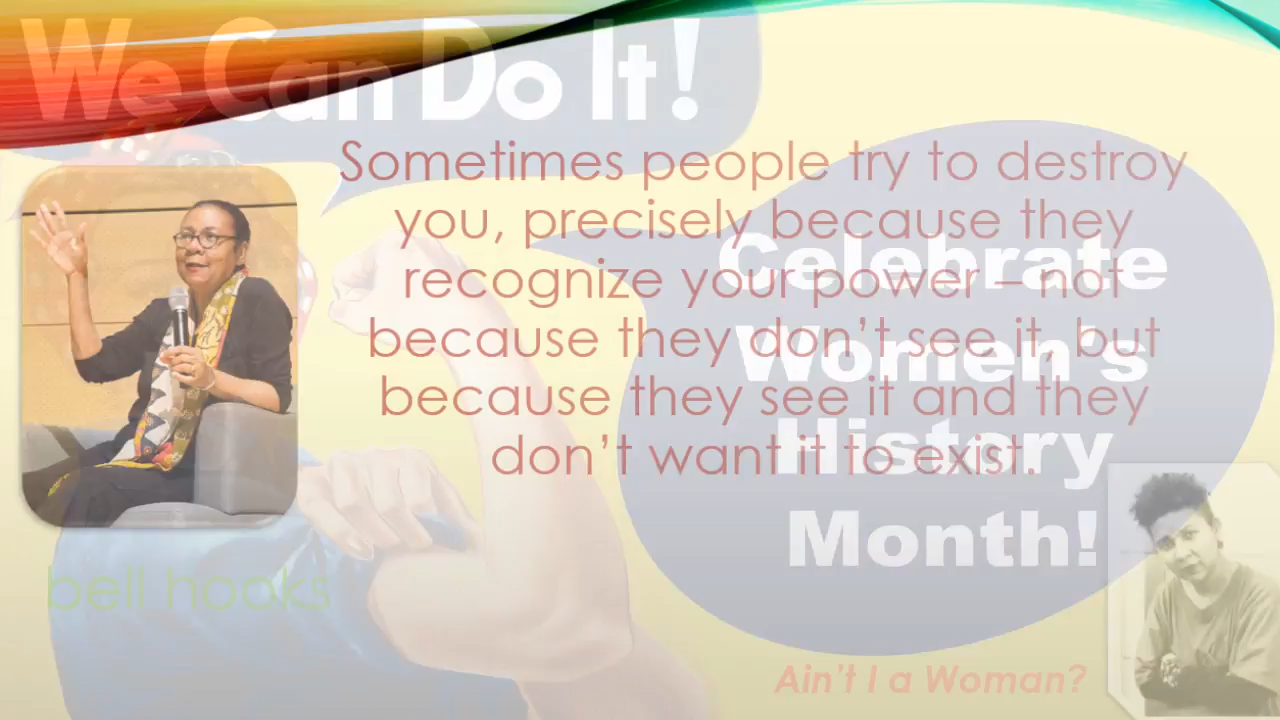 We Can Do It!
Sometimes people try to destroy
you, precisely because they
recognize your power – not
because they don’t see it, but
because they see it and they
don’t want it to exist.
Celebrate
Women's
History
Month!
bell hooks
Ain't I a Woman?